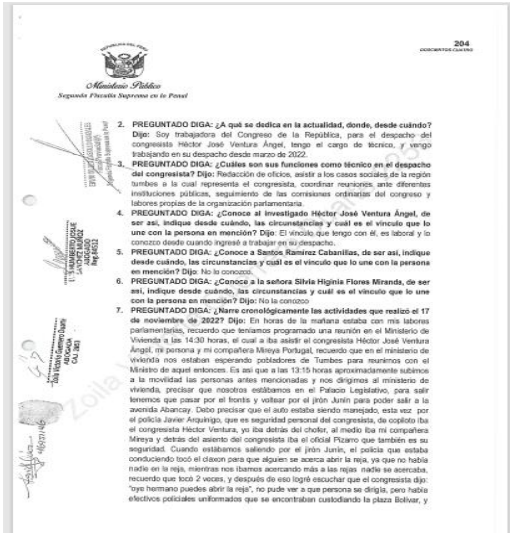 204
DOSCIENTOS CUATRO
REPUBLICA DEL PERU
Ministerio Público
Segunda Fiscalía Suprema en lo Penal
2. PREGUNTADO DIGA: ¿A qué se dedica en la actualidad, donde, desde cuándo?
Dijo: Soy trabajadora del Congreso de la República, para el despacho del
congresista Héctor José Ventura Ángel, tengo el cargo de técnico, y vengo
trabajando en su despacho desde marzo de 2022.
3. PREGUNTADO DIGA: ¿Cuáles son sus funciones como técnico en el despacho
del congresista? Dijo: Redacción de oficios, asistir a los casos sociales de la región
tumbes a la cual representa el congresista, coordinar reuniones ante diferentes
instituciones públicas, seguimiento de las comisiones ordinarias del congreso y
labores propias de la organización parlamentaria.
4. PREGUNTADO DIGA: ¿Conoce al investigado Héctor José Ventura Ángel, de
ser así, indique desde cuándo, las circunstancias y cuál es el vínculo que lo
une con la persona en mención? Dijo: El vínculo que tengo con él, es laboral y lo
conozco desde cuando ingresé a trabajar en su despacho.
5. PREGUNTADO DIGA: ¿Conoce a Santos Ramírez Cabanillas, de ser así, indique
desde cuándo, las circunstancias y cuál es el vínculo que lo une con la persona
en mención? Dijo: No lo conozco.
6. PREGUNTADO DIGA: ¿Conoce a la señora Silvia Higinia Flores Miranda, de ser
así, indique desde cuándo, las circunstancias y cuál es el vínculo que lo une
con la persona en mención? Dijo: No la conozco
7. PREGUNTADO DIGA: ¿Narre cronológicamente las actividades que realizó el 17
de noviembre de 2022? Dijo: En horas de la mañana estaba con mis labores
parlamentarias, recuerdo que teníamos programado una reunión en el Ministerio de
Vivienda a las 14:30 horas, el cual a iba asistir el congresista Héctor José Ventura
Ángel, mi persona y mi compañera Mireya Portugal, recuerdo que en el ministerio de
vivienda nos estaban esperando pobladores de Tumbes para reunirnos con el
Ministro de aquel entonces. Es así que a las 13:15 horas aproximadamente subimos
a la movilidad las personas antes mencionadas y nos dirigimos al ministerio de
vivienda, precisar que nosotros estábamos en el Palacio Legislativo, para salir
tenemos que pasar por el frontis y voltear por el jirón Junín para poder salir a la
avenida Abancay. Debo precisar que el auto estaba siendo manejado, esta vez por
el policía Javier Arquinigo, que es seguridad personal del congresista, de copiloto iba
el congresista Héctor Ventura, yo iba detrás del chofer, al medio iba mi compañera
Mireya y detrás del asiento del congresista iba el oficial Pizarro que también es su
seguridad. Cuando estábamos saliendo por el jirón Junín, el policía que estaba
conduciendo tocó el claxon para que alguien se acerca abrir la reja, ya que no había
nadie en la reja, mientras nos íbamos acercando más a las rejas nadie se acercaba,
recuerdo que tocó 2 veces, y después de eso logré escuchar que el congresista dijo:
"oye hermano puedes abrir la reja", no pude ver a que persona se dirigía, pero había
efectivos policiales uniformados que se encontraban custodiando la plaza Bolívar, y
LUIS HUMBERTO JOSUE
SANCHEZ MUÑOZ
ABOGADO
Zoila Victoria Guerrero Duarte
ABOGADA